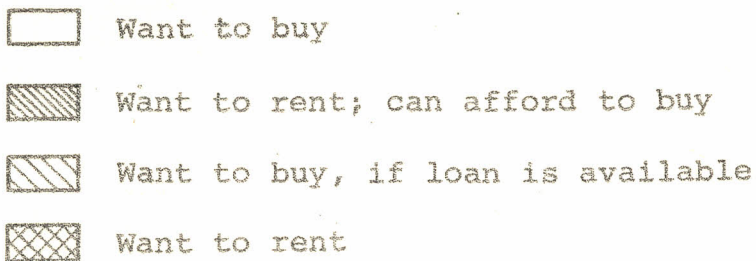 Want to buy
Want to rent; can afford to buy
Want to buy, if loan is available
Want to rent